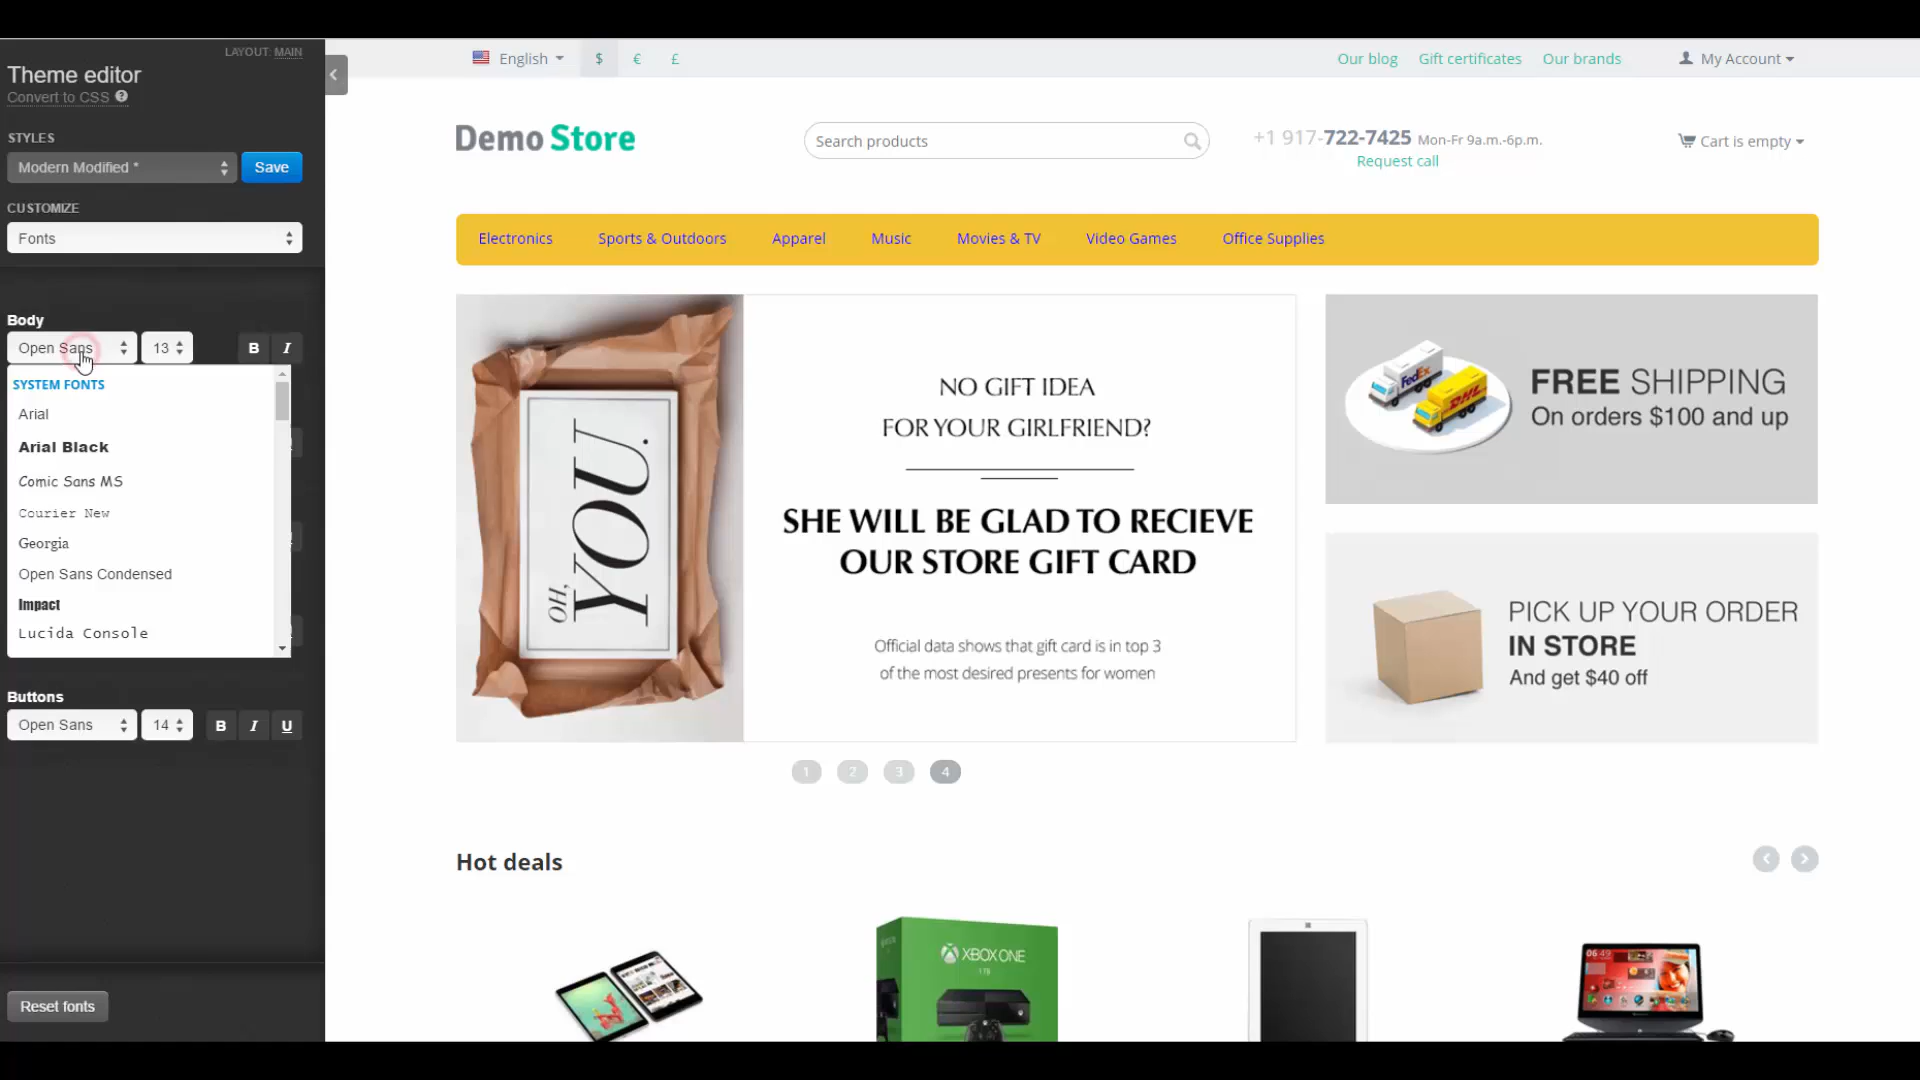 LAYOUT: MAIN
Theme editor
Convert to CSS ?
STYLES
Modern Modified *
Save
CUSTOMIZE
Fonts
Body
Open Sans
13
B
I
SYSTEM FONTS
Arial
Arial Black
Comic Sans MS
Courier New
Georgia
Open Sans Condensed
Impact
Lucida Console
Buttons
Open Sans
14
B
I
U
Reset fonts
English
$
€
£
Our blog
Gift certificates
Our brands
My Account
Demo Store
Search products
+1 917-722-7425 Mon-Fr 9a.m.-6p.m.
Request call
Cart is empty
Electronics
Sports & Outdoors
Apparel
Music
Movies & TV
Video Games
Office Supplies
OH,
YOU.
NO GIFT IDEA
FOR YOUR GIRLFRIEND?
SHE WILL BE GLAD TO RECIEVE
OUR STORE GIFT CARD
Official data shows that gift card is in top 3
of the most desired presents for women
FedEx
DHL
FREE SHIPPING
On orders $100 and up
PICK UP YOUR ORDER
IN STORE
And get $40 off
1
2
3
4
Hot deals
XBOX ONE
1TB
06:49